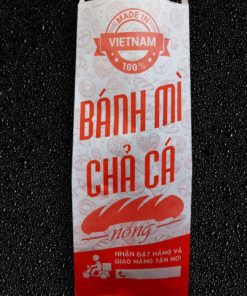 MADE IN
VIETNAM
100%
BÁNH MÌ
CHẢ CÁ
nóng
NHẬN ĐẶT HÀNG VÀ
GIAO HÀNG TẬN NƠI